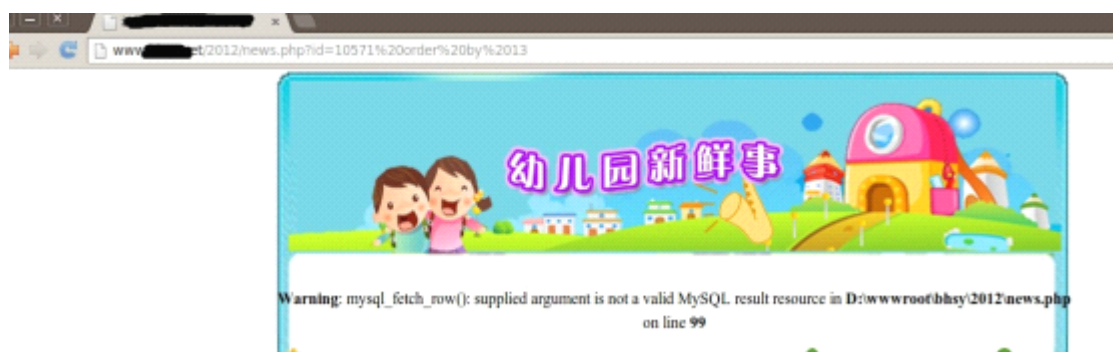 www et/2012/news.php?id=10571%20order%20by%2013
幼儿园新鲜事
Warning: mysql_fetch_row(): supplied argument is not a valid MySQL result resource in D:\wwwroot\bhsy\2012\news.php
on line 99